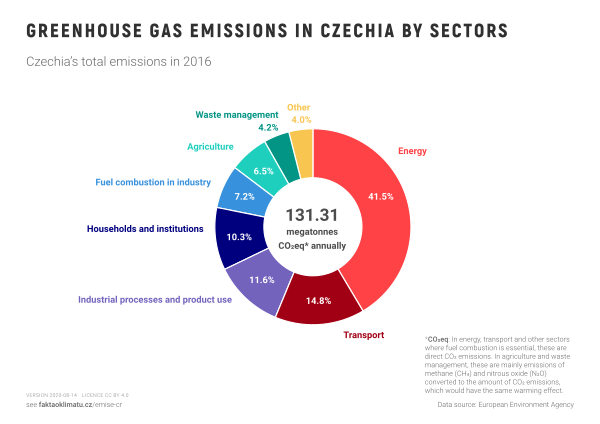 GREENHOUSE GAS EMISSIONS IN CZECHIA BY SECTORS
Czechia's total emissions in 2016
Other
4.0%
Waste management
4.2%
Agriculture
6.5%
Energy
41.5%
Fuel combustion in industry
7.2%
Households and institutions
10.3%
131.31
megatonnes
CO₂eq* annually
Industrial processes and product use
11.6%
14.8%
Transport
*CO₂eq: In energy, transport and other sectors
where fuel combustion is essential, these are
direct CO₂ emissions. In agriculture and waste
management, these are mainly emissions of
methane (CH₄) and nitrous oxide (N₂O)
converted to the amount of CO₂ emissions,
which would have the same warming effect.
VERSION 2020-08-14 LICENCE CC BY 4.0
see faktaoklimatu.cz/emise-cr
Data source: European Environment Agency